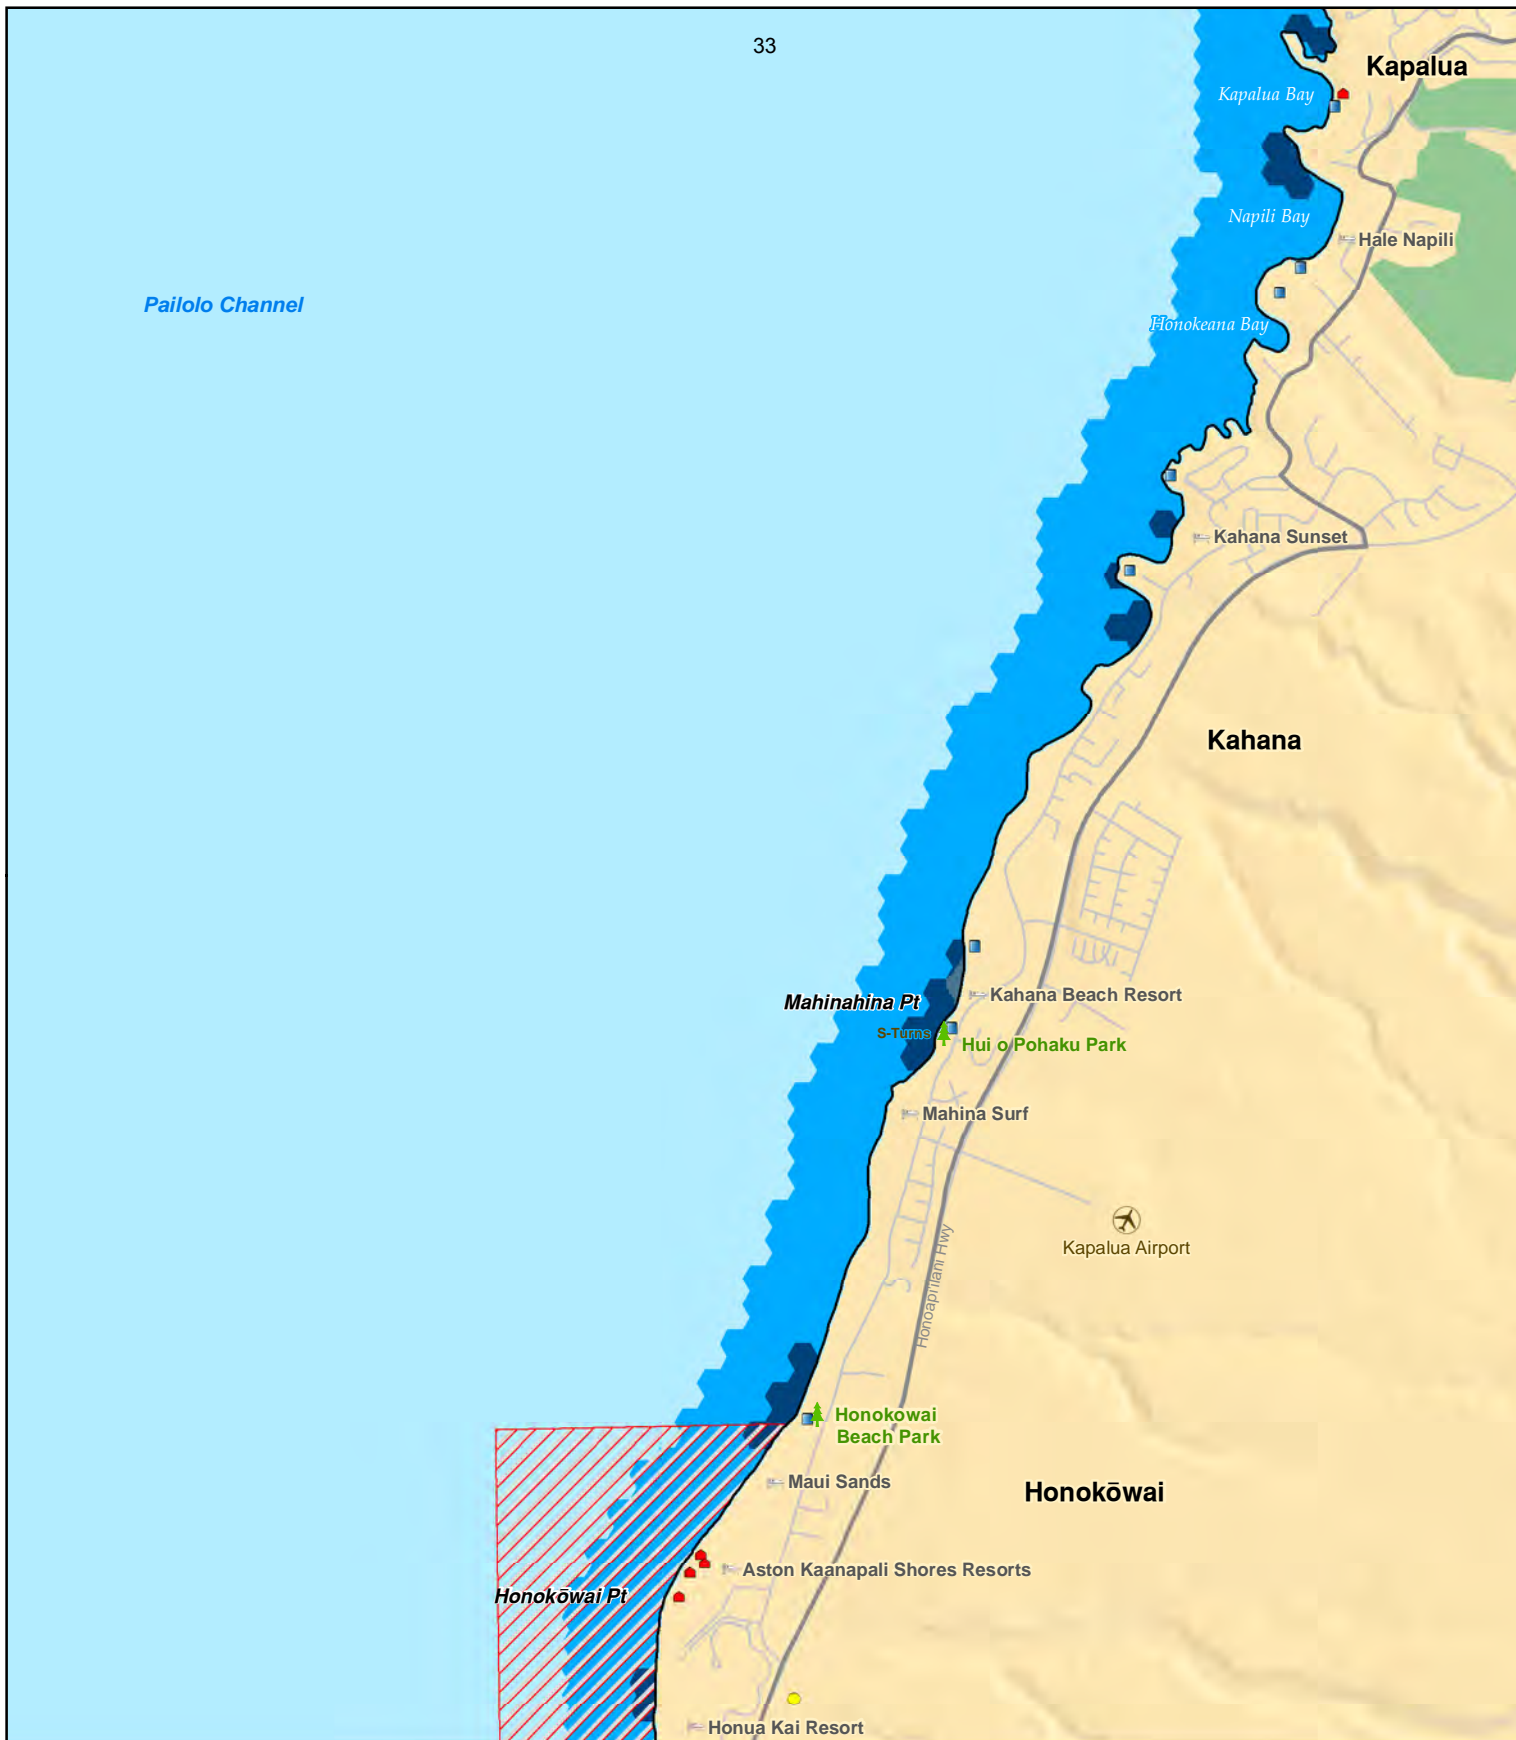 33
Kapalua
Kapalua Bay
Napili Bay
Hale Napili
Pailolo Channel
Honokeana Bay
Kahana Sunset
Kahana
Kahana Beach Resort
Mahinahina Pt
S-Turns
Hui o Pohaku Park
Mahina Surf
Kapalua Airport
Honoapiʻilani Hwy
Honokowai
Beach Park
Maui Sands
Honokōwai
Aston Kaanapali Shores Resorts
Honokōwai Pt
Honua Kai Resort